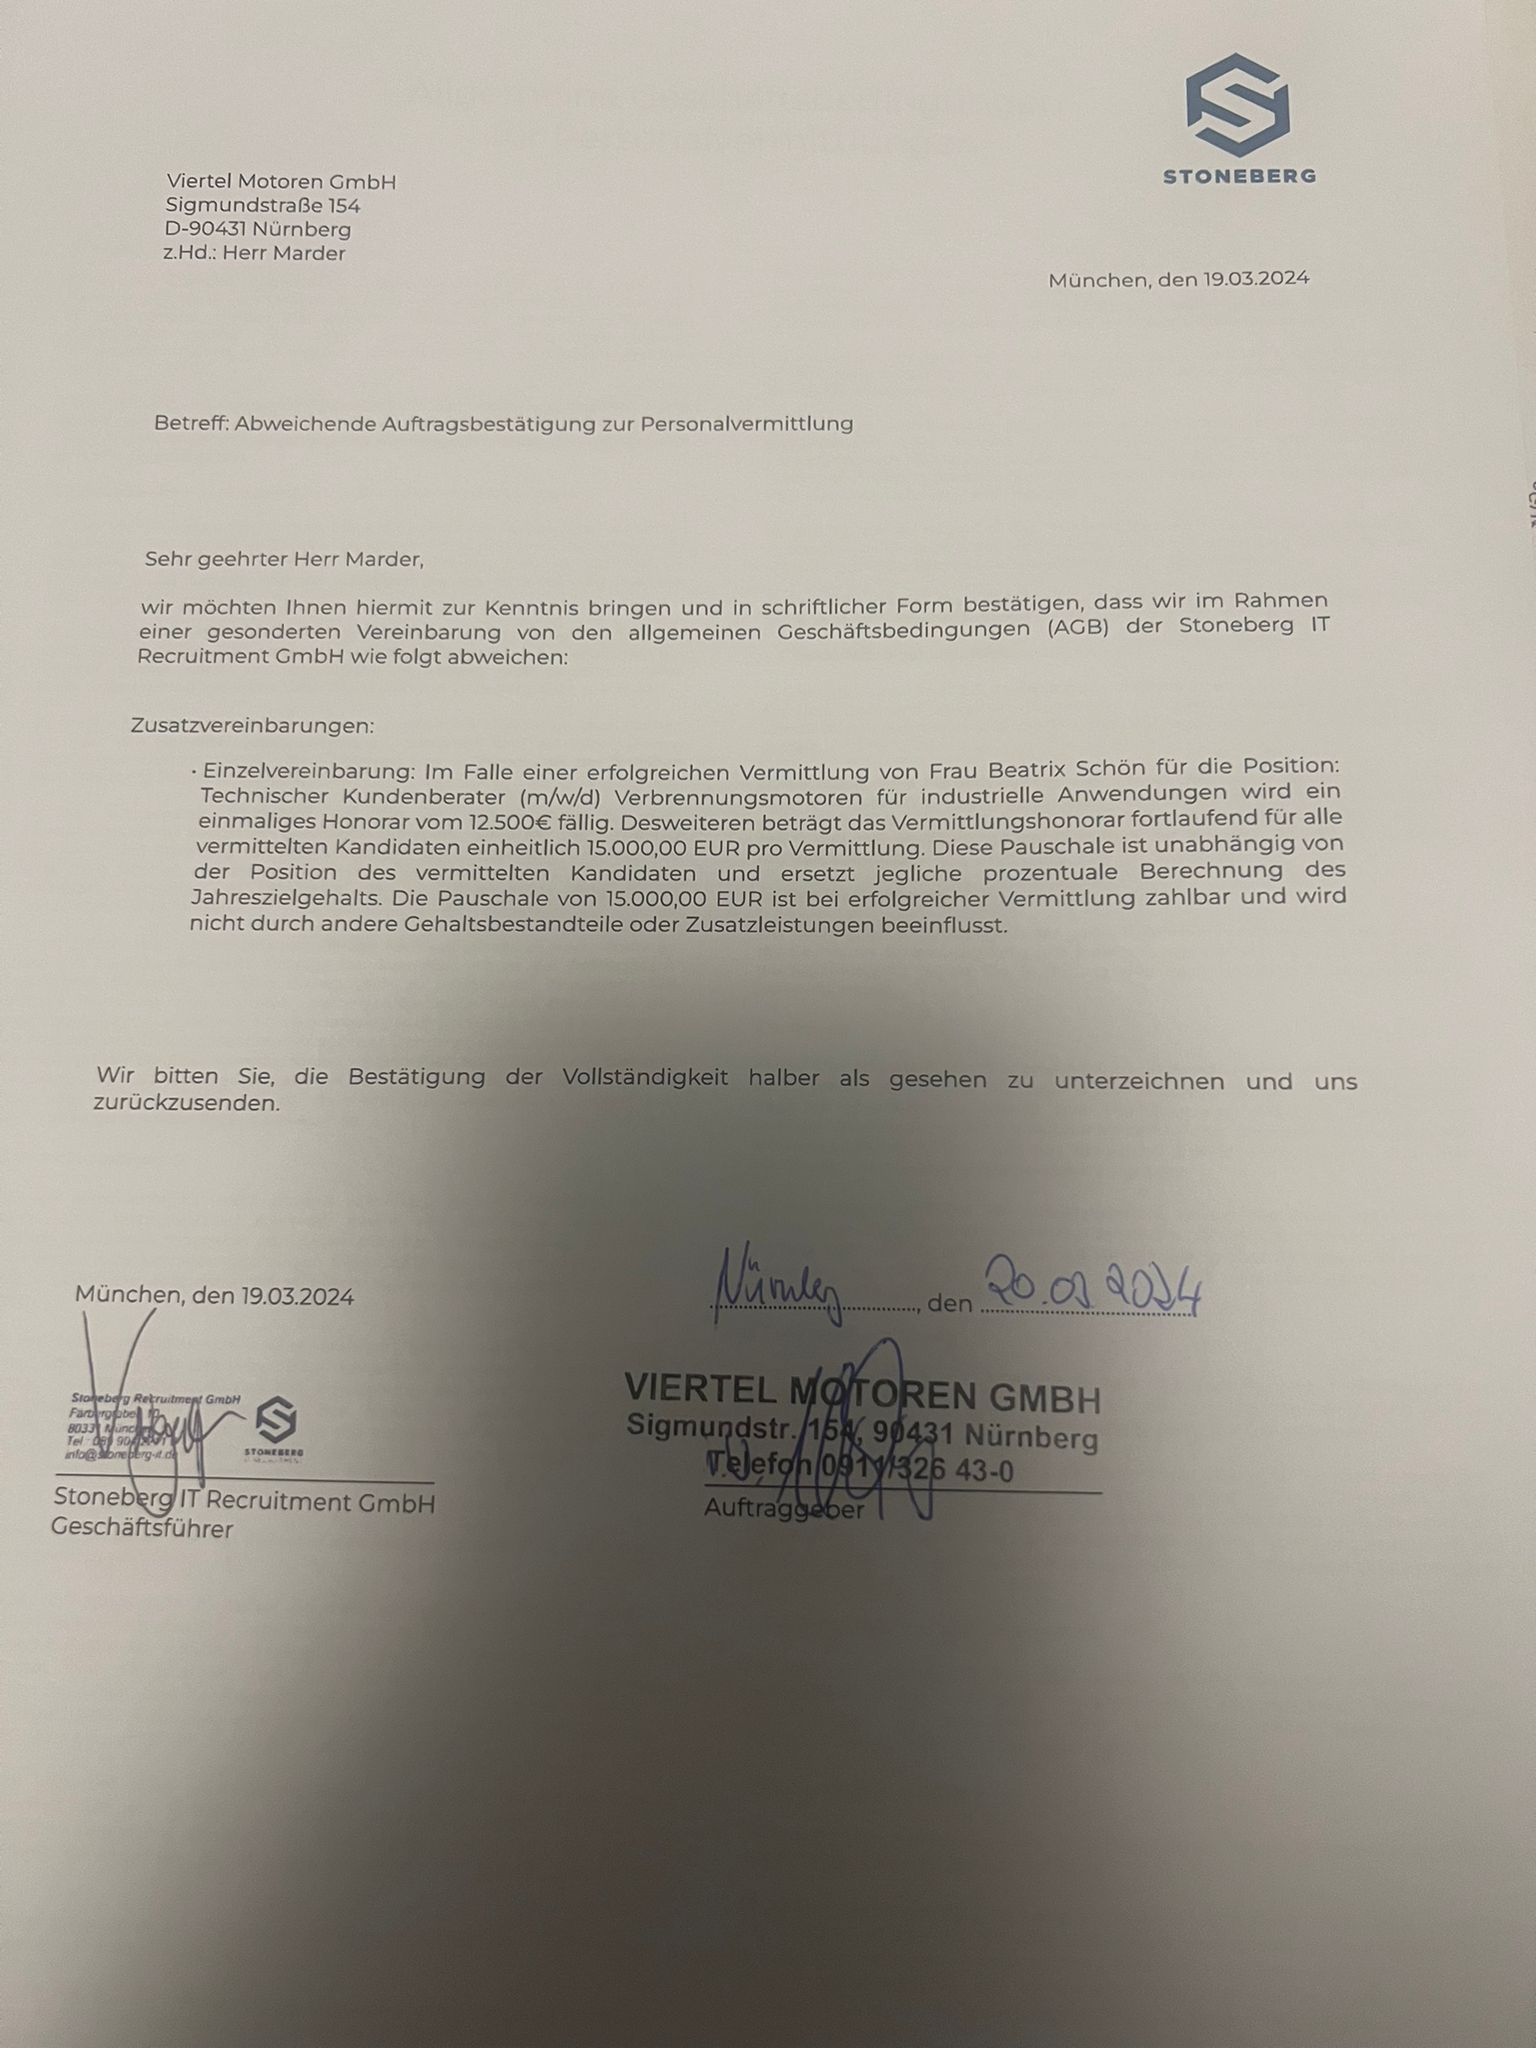 STONEBERG
Viertel Motoren GmbH
Sigmundstraße 154
D-90431 Nürnberg
z.Hd.: Herr Marder
München, den 19.03.2024
Betreff: Abweichende Auftragsbestätigung zur Personalvermittlung
Sehr geehrter Herr Marder,
wir möchten Ihnen hiermit zur Kenntnis bringen und in schriftlicher Form bestätigen, dass wir im Rahmen
einer gesonderten Vereinbarung von den allgemeinen Geschäftsbedingungen (AGB) der Stoneberg IT
Recruitment GmbH wie folgt abweichen:
Zusatzvereinbarungen:
· Einzelvereinbarung: Im Falle einer erfolgreichen Vermittlung von Frau Beatrix Schön für die Position:
Technischer Kundenberater (m/w/d) Verbrennungsmotoren für industrielle Anwendungen wird ein
einmaliges Honorar vom 12.500€ fällig. Desweiteren beträgt das Vermittlungshonorar fortlaufend für alle
vermittelten Kandidaten einheitlich 15.000,00 EUR pro Vermittlung. Diese Pauschale ist unabhängig von
der Position des vermittelten Kandidaten und ersetzt jegliche prozentuale Berechnung des
Jahreszielgehalts. Die Pauschale von 15.000,00 EUR ist bei erfolgreicher Vermittlung zahlbar und wird
nicht durch andere Gehaltsbestandteile oder Zusatzleistungen beeinflusst.
Wir bitten Sie, die Bestätigung der Vollständigkeit halber als gesehen zu unterzeichnen und uns
zurückzusenden.
München, den 19.03.2024
Nürnberg, den 20.03.2024
Stoneberg Recruitment GmbH
info@stoneberg-it.de
STONEBERG
Stoneberg IT Recruitment GmbH
Geschäftsführer
VIERTEL MOTOREN GMBH
Sigmundstr. 154, 90431 Nürnberg
Telefon 0911/326 43-0
Auftraggeber